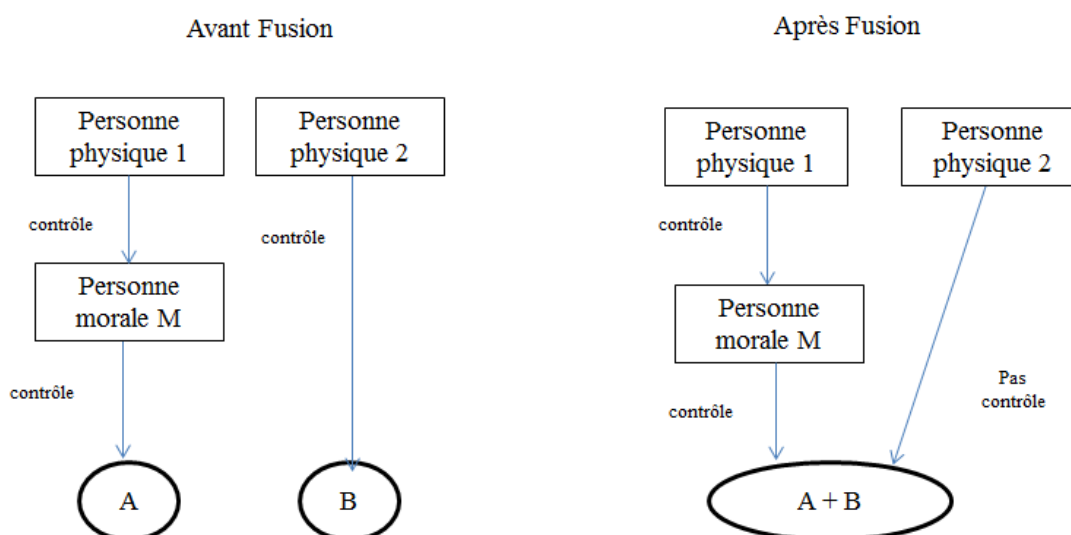 Avant Fusion
Personne
physique 1
Personne
physique 2
contrôle
contrôle
Personne
morale M
contrôle
A
B
Après Fusion
Personne
physique 1
Personne
physique 2
contrôle
Personne
morale M
Pas
contrôle
contrôle
A + B